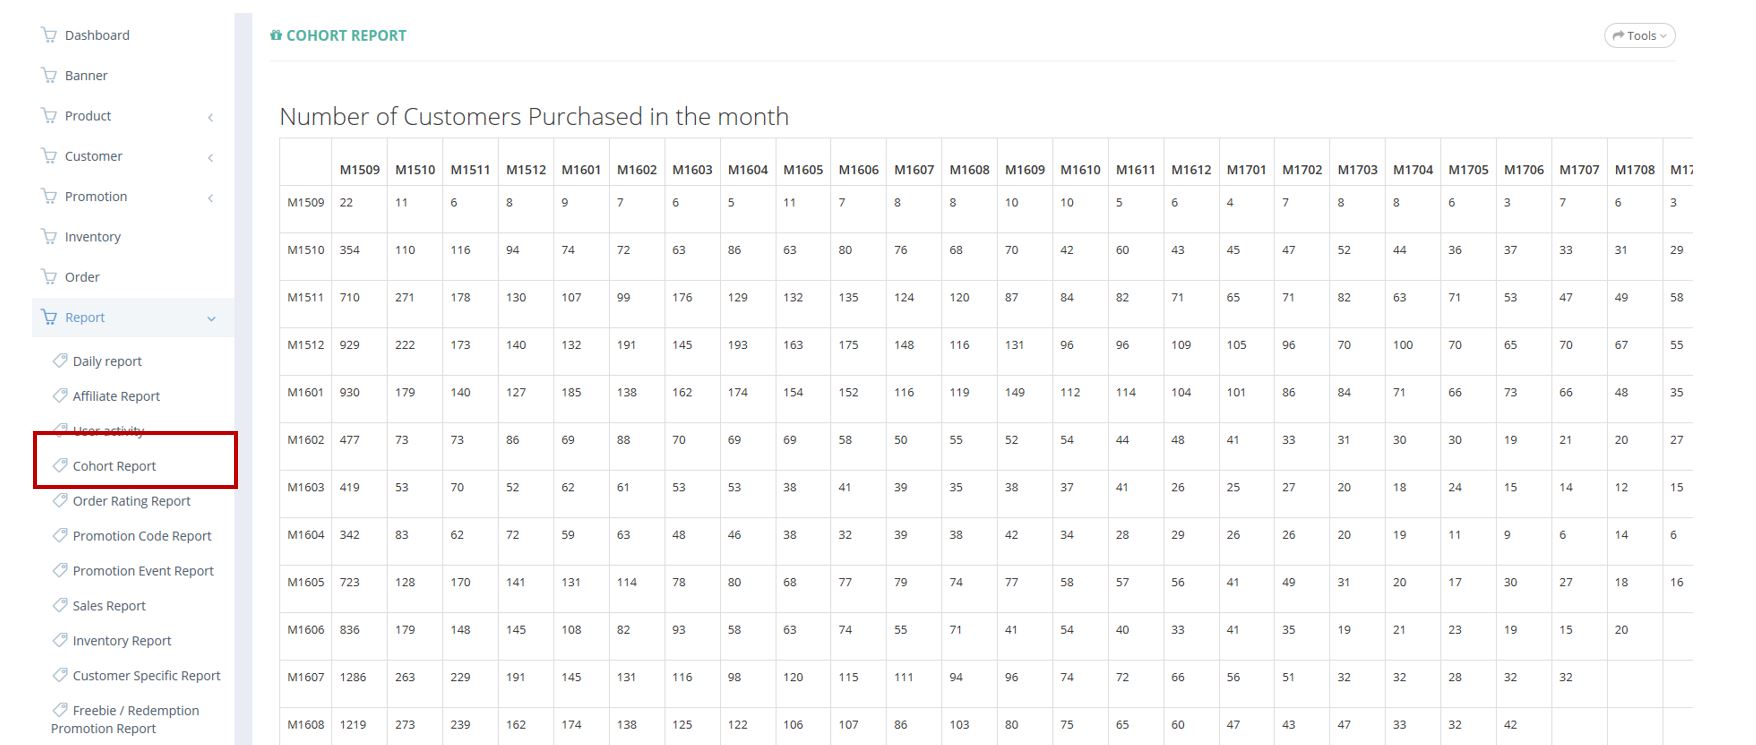 Dashboard
Banner
Product
Customer
Promotion
Inventory
Order
Report
Daily report
Affiliate Report
User activity
Cohort Report
Order Rating Report
Promotion Code Report
Promotion Event Report
Sales Report
Inventory Report
Customer Specific Report
Freebie / Redemption
Promotion Report
COHORT REPORT
Tools
Number of Customers Purchased in the month
M1509 M1510 M1511 M1512 M1601 M1602 M1603 M1604 M1605 M1606 M1607 M1608 M1609 M1610 M1611 M1612 M1701 M1702 M1703 M1704 M1705 M1706 M1707 M1708 M17
M1509 22 11 6 8 9 7 6 5 11 7 8 8 10 10 5 6 4 7 8 8 6 3 7 6 3
M1510 354 110 116 94 74 72 63 86 63 80 76 68 70 42 60 43 45 47 52 44 36 37 33 31 29
M1511 710 271 178 130 107 99 176 129 132 135 124 120 87 84 82 71 65 71 82 63 71 53 47 49 58
M1512 929 222 173 140 132 191 145 193 163 175 148 116 131 96 96 109 105 96 70 100 70 65 70 67 55
M1601 930 179 140 127 185 138 162 174 154 152 116 119 149 112 114 104 101 86 84 71 66 73 66 48 35
M1602 477 73 73 86 69 88 70 69 69 58 50 55 52 54 44 48 41 33 31 30 30 19 21 20 27
M1603 419 53 70 52 62 61 53 53 38 41 39 35 38 37 41 26 25 27 20 18 24 15 14 12 15
M1604 342 83 62 72 59 63 48 46 38 32 39 38 42 34 28 29 26 26 20 19 11 9 6 14 6
M1605 723 128 170 141 131 114 78 80 68 77 79 74 77 58 57 56 41 49 31 20 17 30 27 18 16
M1606 836 179 148 145 108 82 93 58 63 74 55 71 41 54 40 33 41 35 19 21 23 19 15 20
M1607 1286 263 229 191 145 131 116 98 120 115 111 94 96 74 72 66 56 51 32 32 28 32 32
M1608 1219 273 239 162 174 138 125 122 106 107 86 103 80 75 65 60 47 43 47 33 32 42